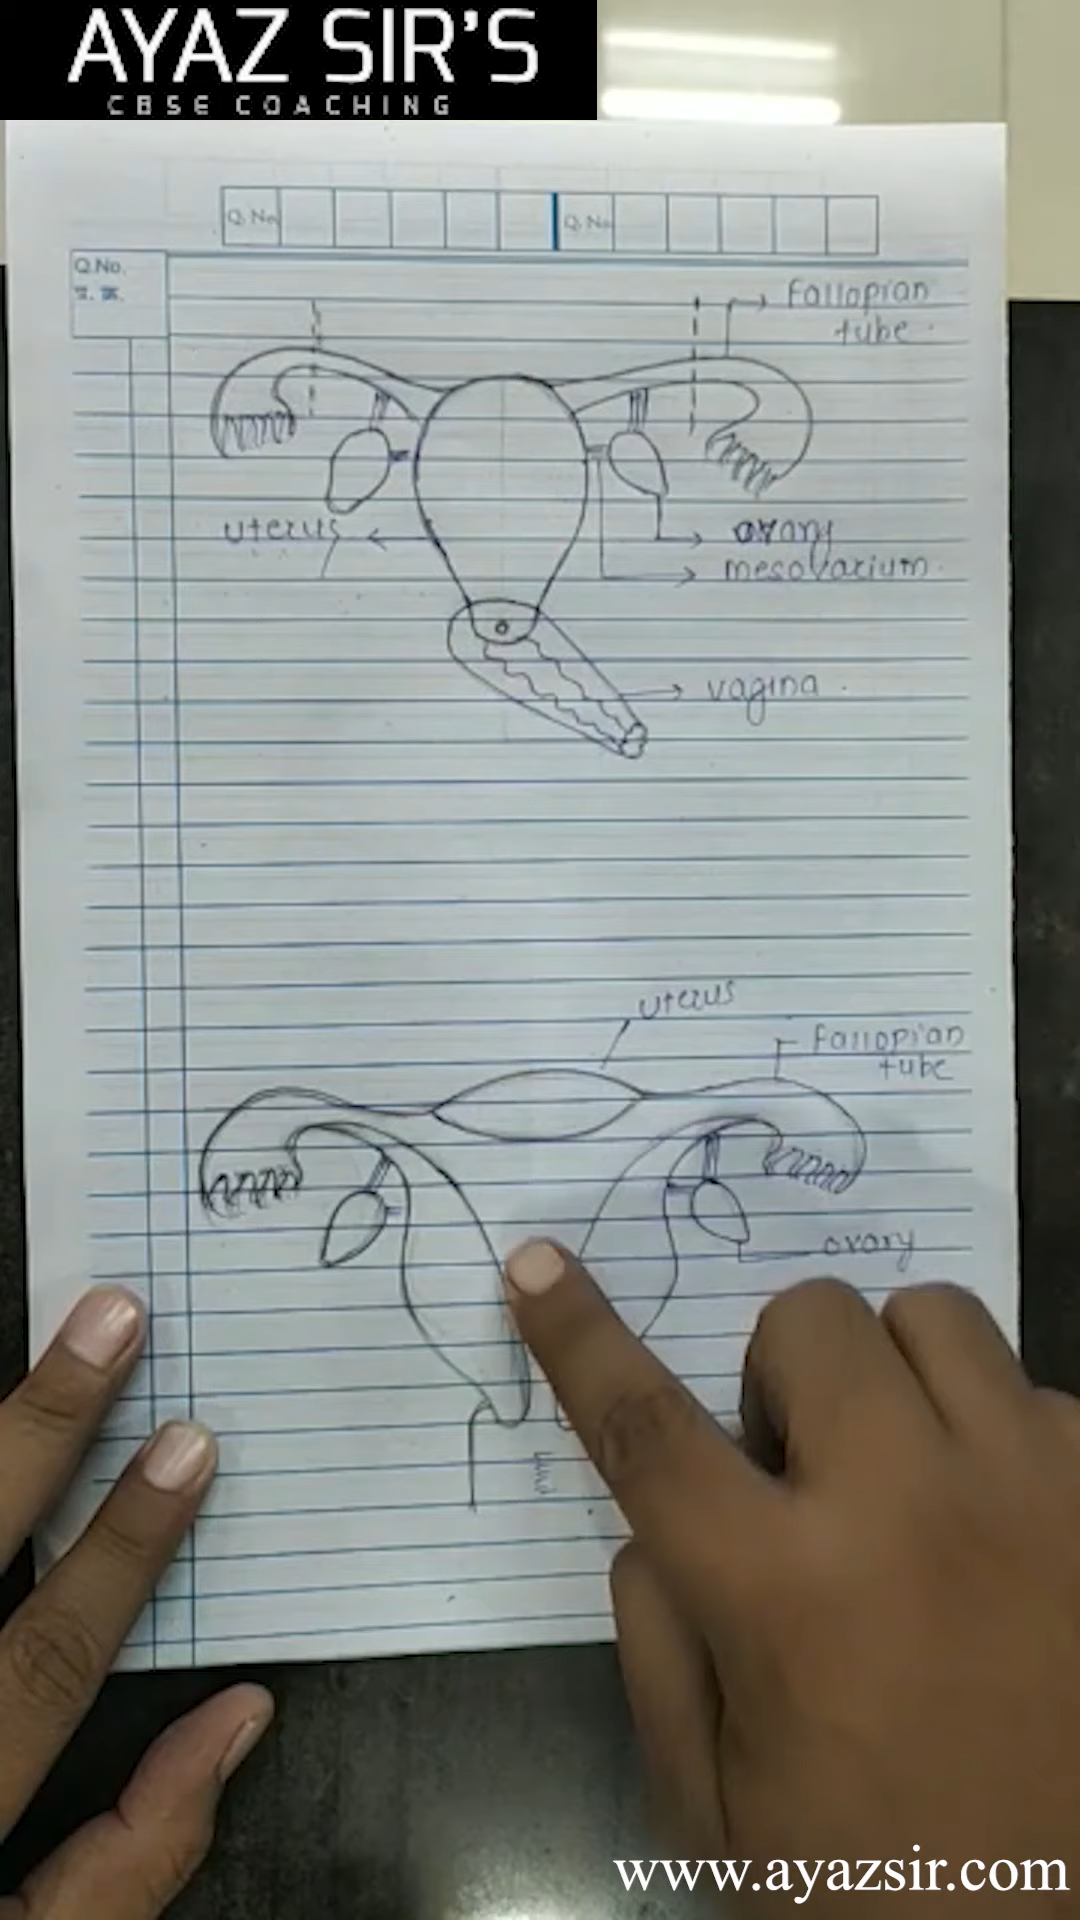 AYAZ SIR'S
CBSE COACHING
Q. No.
Q. No.
Q.No.
प्र. क्र.
Fallopian
tube.
uterus
ovary
mesovarium.
vagina.
uterus
Fallopian
tube
ovary
www.ayazsir.com